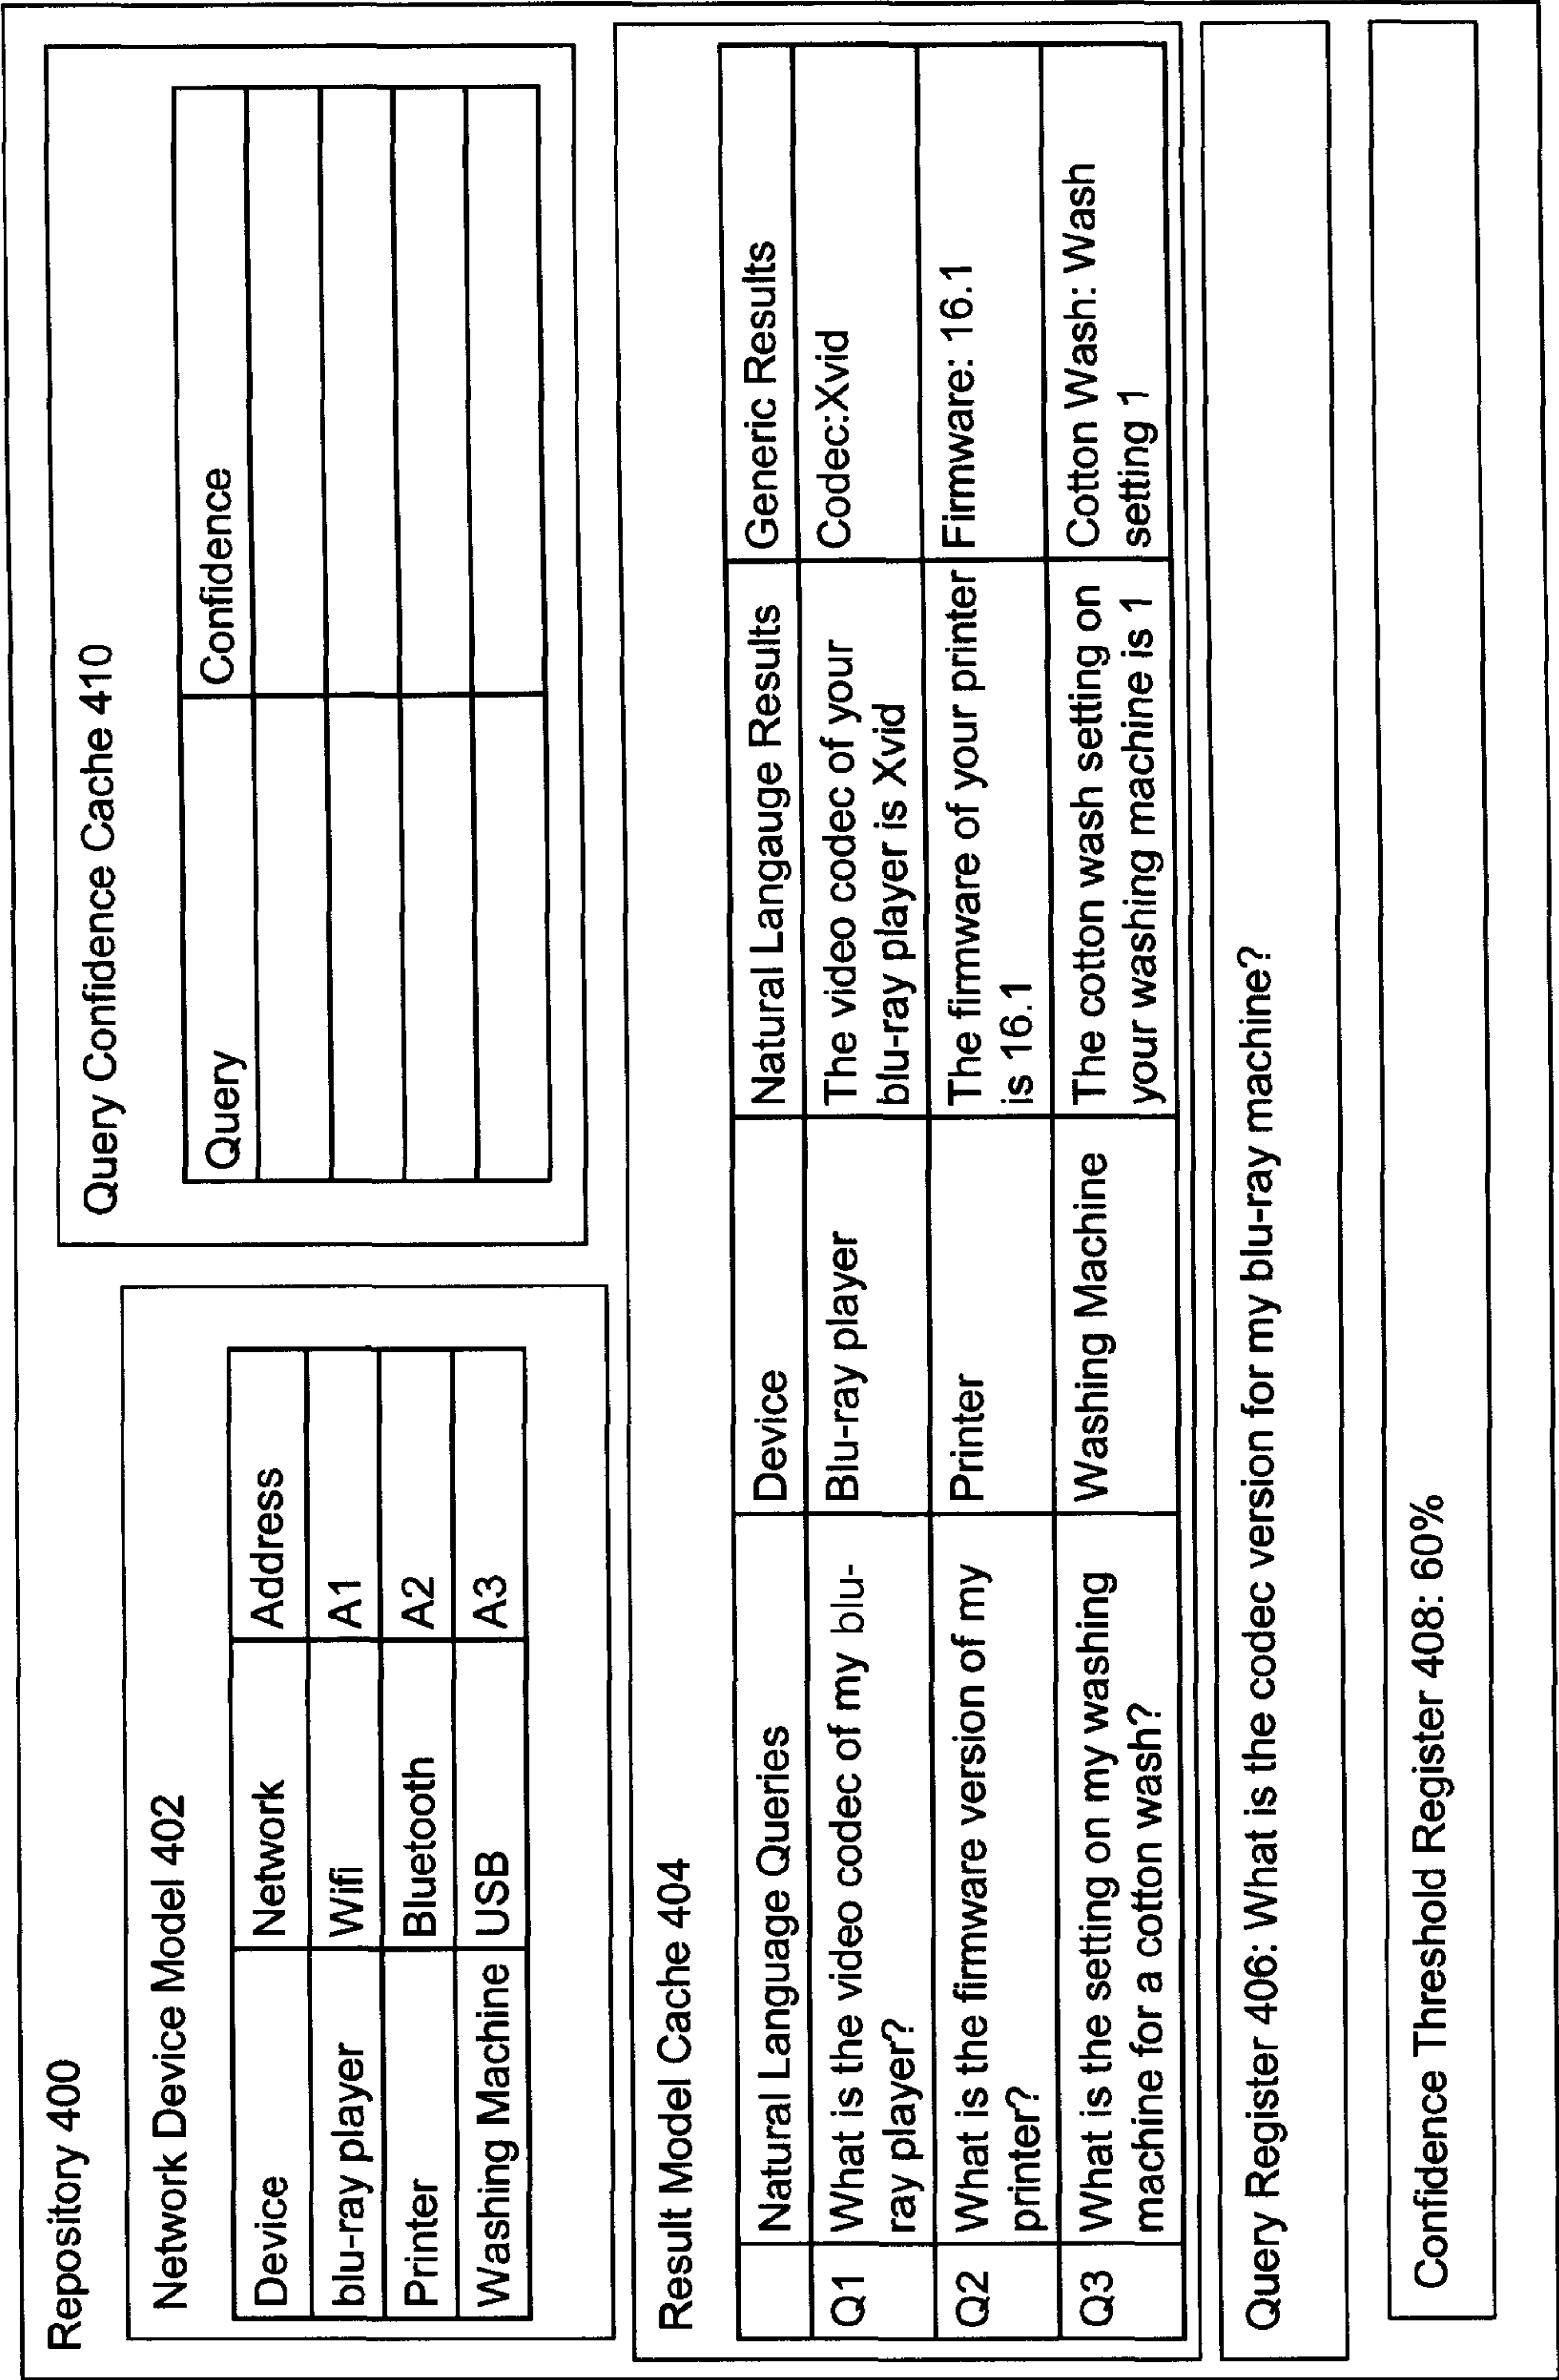 Repository 400
Network Device Model 402
Device Network Address
blu-ray player Wifi A1
Printer Bluetooth A2
Washing Machine USB A3
Query Confidence Cache 410
Query Confidence
Result Model Cache 404
Natural Language Queries Device Natural Langauge Results Generic Results
Q1 What is the video codec of my blu- Blu-ray player The video codec of your Codec:Xvid
ray player? blu-ray player is Xvid
Q2 What is the firmware version of my Printer The firmware of your printer Firmware: 16.1
printer? is 16.1
Q3 What is the setting on my washing Washing Machine The cotton wash setting on Cotton Wash: Wash
machine for a cotton wash? your washing machine is 1 setting 1
Query Register 406: What is the codec version for my blu-ray machine?
Confidence Threshold Register 408: 60%